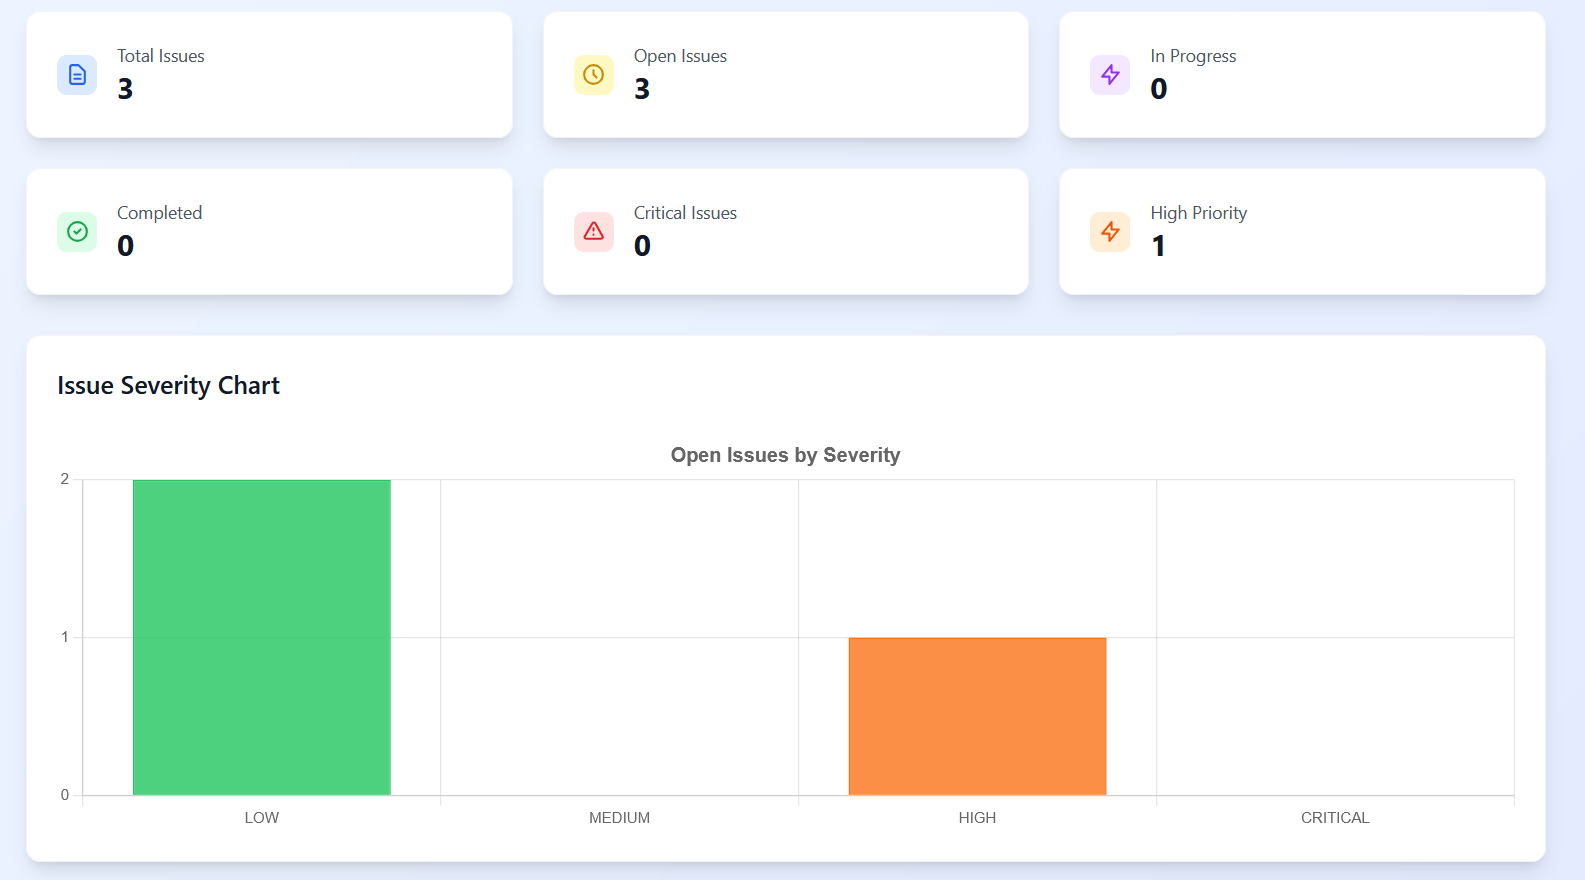 Total Issues
3
Open Issues
3
In Progress
0
Completed
0
Critical Issues
0
High Priority
1
Issue Severity Chart
Open Issues by Severity
2
1
0
LOW
MEDIUM
HIGH
CRITICAL